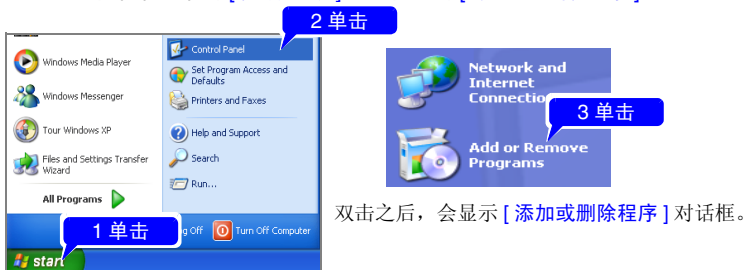 2 单击
Control Panel
Windows Media Player
Set Program Access and
Defaults
Windows Messenger
Printers and Faxes
Tour Windows XP
Help and Support
Files and Settings Transfer
Wizard
Search
Run...
All Programs
1 单击
g Off
Turn Off Computer
start
Network and
Internet
Connectio
3 单击
Add or Remove
Programs
双击之后，会显示 [ 添加或删除程序 ] 对话框。